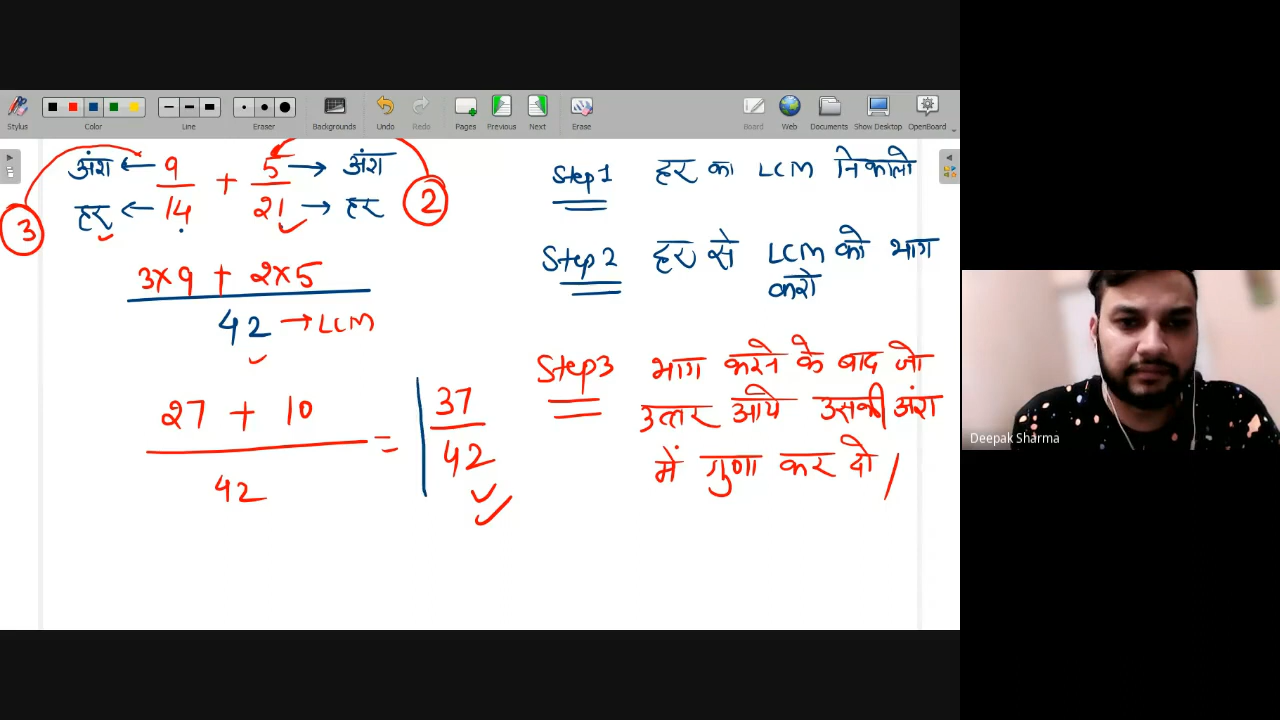 Stylus Color Line Eraser Backgrounds Undo Redo Pages Previous Next Erase Board Web Documents Show Desktop OpenBoard
अंश ← 9/14 + 5/21 → अंश
हर ← → हर
3 2
3×9 + 2×5
42 → LCM
27 + 10
42
= 37/42
Step 1 हर का LCM निकालो
Step 2 हर से LCM को भाग
करो
Step 3 भाग करने के बाद जो
उत्तर आये उसकी अंश
में गुणा कर दो /
Deepak Sharma